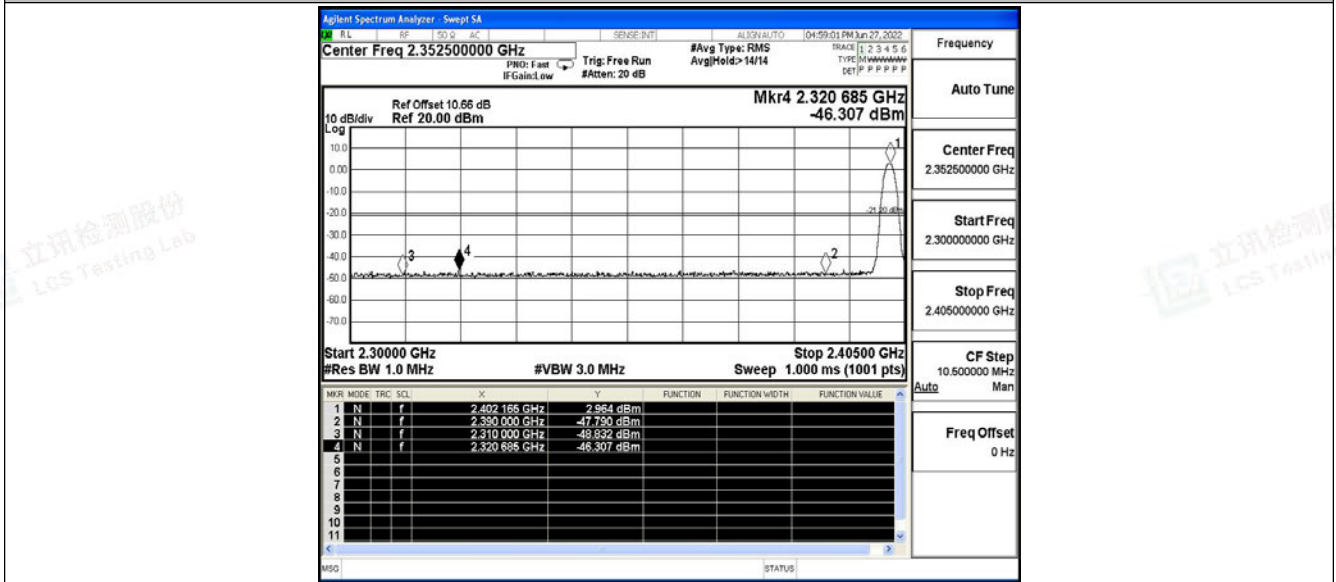 Agilent Spectrum Analyzer - Swept SA
RL RF 50 Ω AC SENSE:INT ALIGNAUTO 04:59:01 PM Jun 27, 2022
Center Freq 2.352500000 GHz
PNO: Fast
IFGain:Low
Trig: Free Run
#Atten: 20 dB
#Avg Type: RMS
Avg|Hold:> 14/14
TRACE 1 2 3 4 5 6
TYPE MWWWWW
DET P P P P P P
Ref Offset 10.66 dB
Ref 20.00 dBm
10 dB/div
Log
Mkr4 2.320 685 GHz
-46.307 dBm
10.0
0.00
-10.0
-20.0
-30.0
-40.0
-50.0
-60.0
-70.0
1
-21.20 dBm
3
4
2
Start 2.30000 GHz Stop 2.40500 GHz
#Res BW 1.0 MHz #VBW 3.0 MHz Sweep 1.000 ms (1001 pts)
MKR MODE TRC SCL X Y FUNCTION FUNCTION WIDTH FUNCTION VALUE
1 N f 2.402 165 GHz 2.964 dBm
2 N f 2.390 000 GHz -47.790 dBm
3 N f 2.310 000 GHz -48.832 dBm
4 N f 2.320 685 GHz -46.307 dBm
5
6
7
8
9
10
11
MSG STATUS
Frequency
Auto Tune
Center Freq
2.352500000 GHz
Start Freq
2.300000000 GHz
Stop Freq
2.405000000 GHz
CF Step
10.500000 MHz
Auto Man
Freq Offset
0 Hz
立讯检测股份
LCS Testing Lab
立讯检测股
LCS Testin